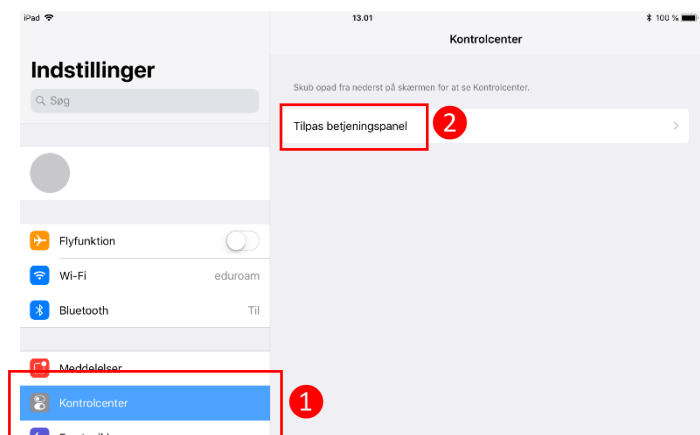 iPad 13.01 100 %
Kontrolcenter
Indstillinger
Søg
Skub opad fra nederst på skærmen for at se Kontrolcenter.
Tilpas betjeningspanel 2
Flyfunktion
Wi-Fi eduroam
Bluetooth Til
Meddelelser
Kontrolcenter 1